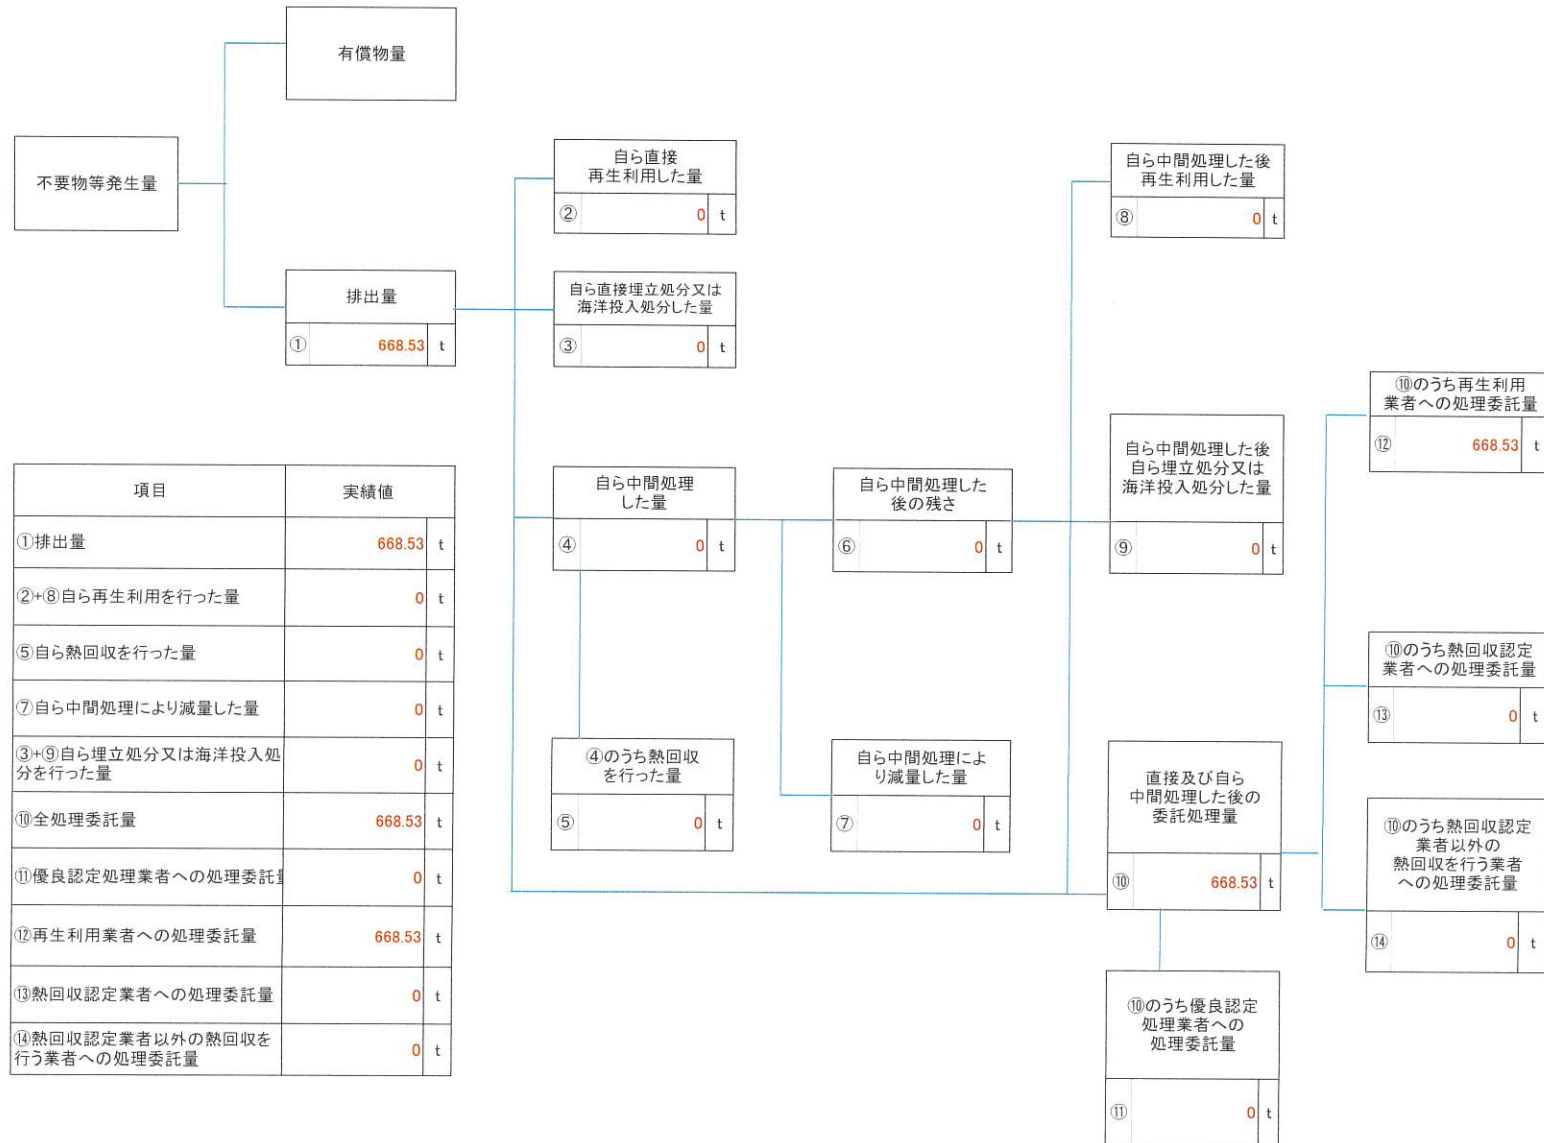 有償物量
不要物等発生量
排出量
① 668.53 t
自ら直接
再生利用した量
② 0 t
自ら直接埋立処分又は
海洋投入処分した量
③ 0 t
自ら中間処理
した量
④ 0 t
④のうち熱回収
を行った量
⑤ 0 t
自ら中間処理した
後の残さ
⑥ 0 t
自ら中間処理によ
り減量した量
⑦ 0 t
自ら中間処理した後
再生利用した量
⑧ 0 t
自ら中間処理した後
自ら埋立処分又は
海洋投入処分した量
⑨ 0 t
直接及び自ら
中間処理した後の
委託処理量
⑩ 668.53 t
⑩のうち優良認定
処理業者への
処理委託量
⑪ 0 t
⑩のうち再生利用
業者への処理委託量
⑫ 668.53 t
⑩のうち熱回収認定
業者への処理委託量
⑬ 0 t
⑩のうち熱回収認定
業者以外の
熱回収を行う業者
への処理委託量
⑭ 0 t
項目 実績値
①排出量 668.53 t
②+⑧自ら再生利用を行った量 0 t
⑤自ら熱回収を行った量 0 t
⑦自ら中間処理により減量した量 0 t
③+⑨自ら埋立処分又は海洋投入処
分を行った量 0 t
⑩全処理委託量 668.53 t
⑪優良認定処理業者への処理委託量 0 t
⑫再生利用業者への処理委託量 668.53 t
⑬熱回収認定業者への処理委託量 0 t
⑭熱回収認定業者以外の熱回収を
行う業者への処理委託量 0 t